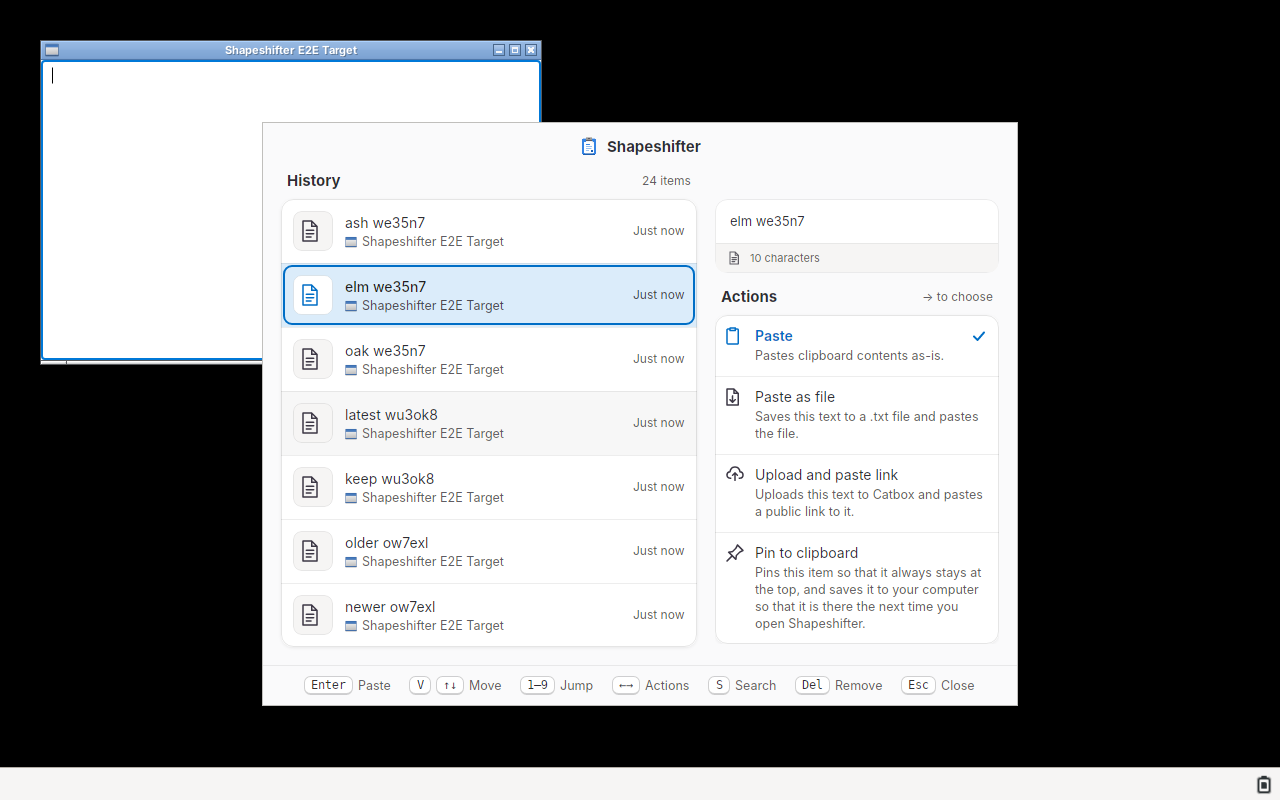 Shapeshifter E2E Target
Shapeshifter
History
24 items
ash we35n7
Shapeshifter E2E Target
Just now
elm we35n7
Shapeshifter E2E Target
Just now
oak we35n7
Shapeshifter E2E Target
Just now
latest wu3ok8
Shapeshifter E2E Target
Just now
keep wu3ok8
Shapeshifter E2E Target
Just now
older ow7exl
Shapeshifter E2E Target
Just now
newer ow7exl
Shapeshifter E2E Target
Just now
elm we35n7
10 characters
Actions
→ to choose
Paste
Pastes clipboard contents as-is.
Paste as file
Saves this text to a .txt file and pastes
the file.
Upload and paste link
Uploads this text to Catbox and pastes
a public link to it.
Pin to clipboard
Pins this item so that it always stays at
the top, and saves it to your computer
so that it is there the next time you
open Shapeshifter.
Enter Paste V ↑↓ Move 1–9 Jump ←→ Actions S Search Del Remove Esc Close